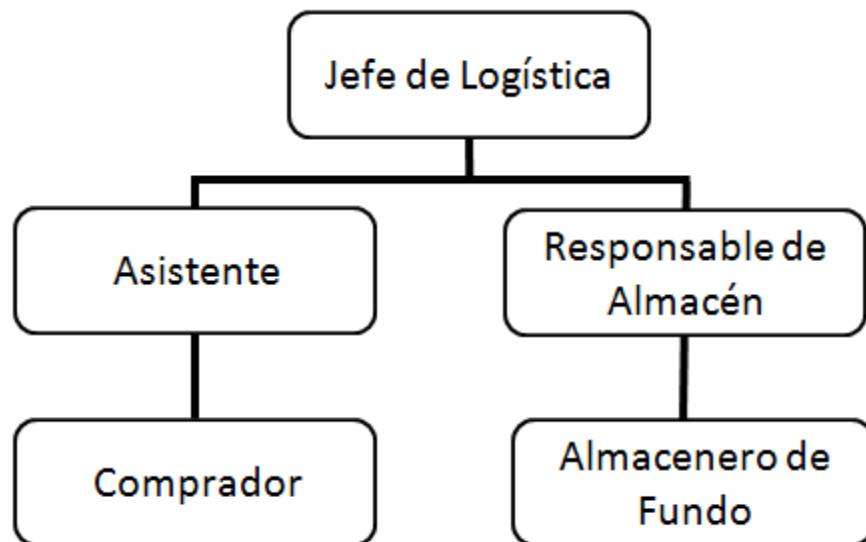 Jefe de Logística
Asistente
Responsable de
Almacén
Comprador
Almacenero de
Fundo